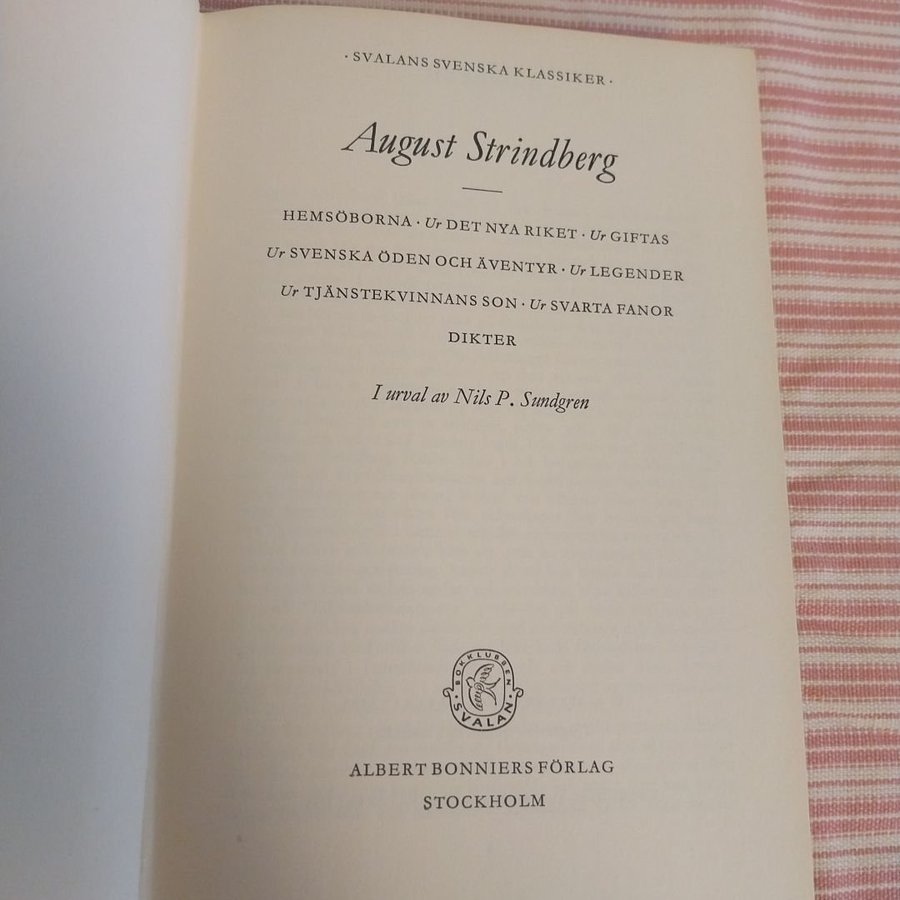 · SVALANS SVENSKA KLASSIKER ·
August Strindberg
HEMSÖBORNA · Ur DET NYA RIKET · Ur GIFTAS
Ur SVENSKA ÖDEN OCH ÄVENTYR · Ur LEGENDER
Ur TJÄNSTEKVINNANS SON · Ur SVARTA FANOR
DIKTER
I urval av Nils P. Sundgren
BOKKLUBBEN
· SVALAN ·
ALBERT BONNIERS FÖRLAG
STOCKHOLM